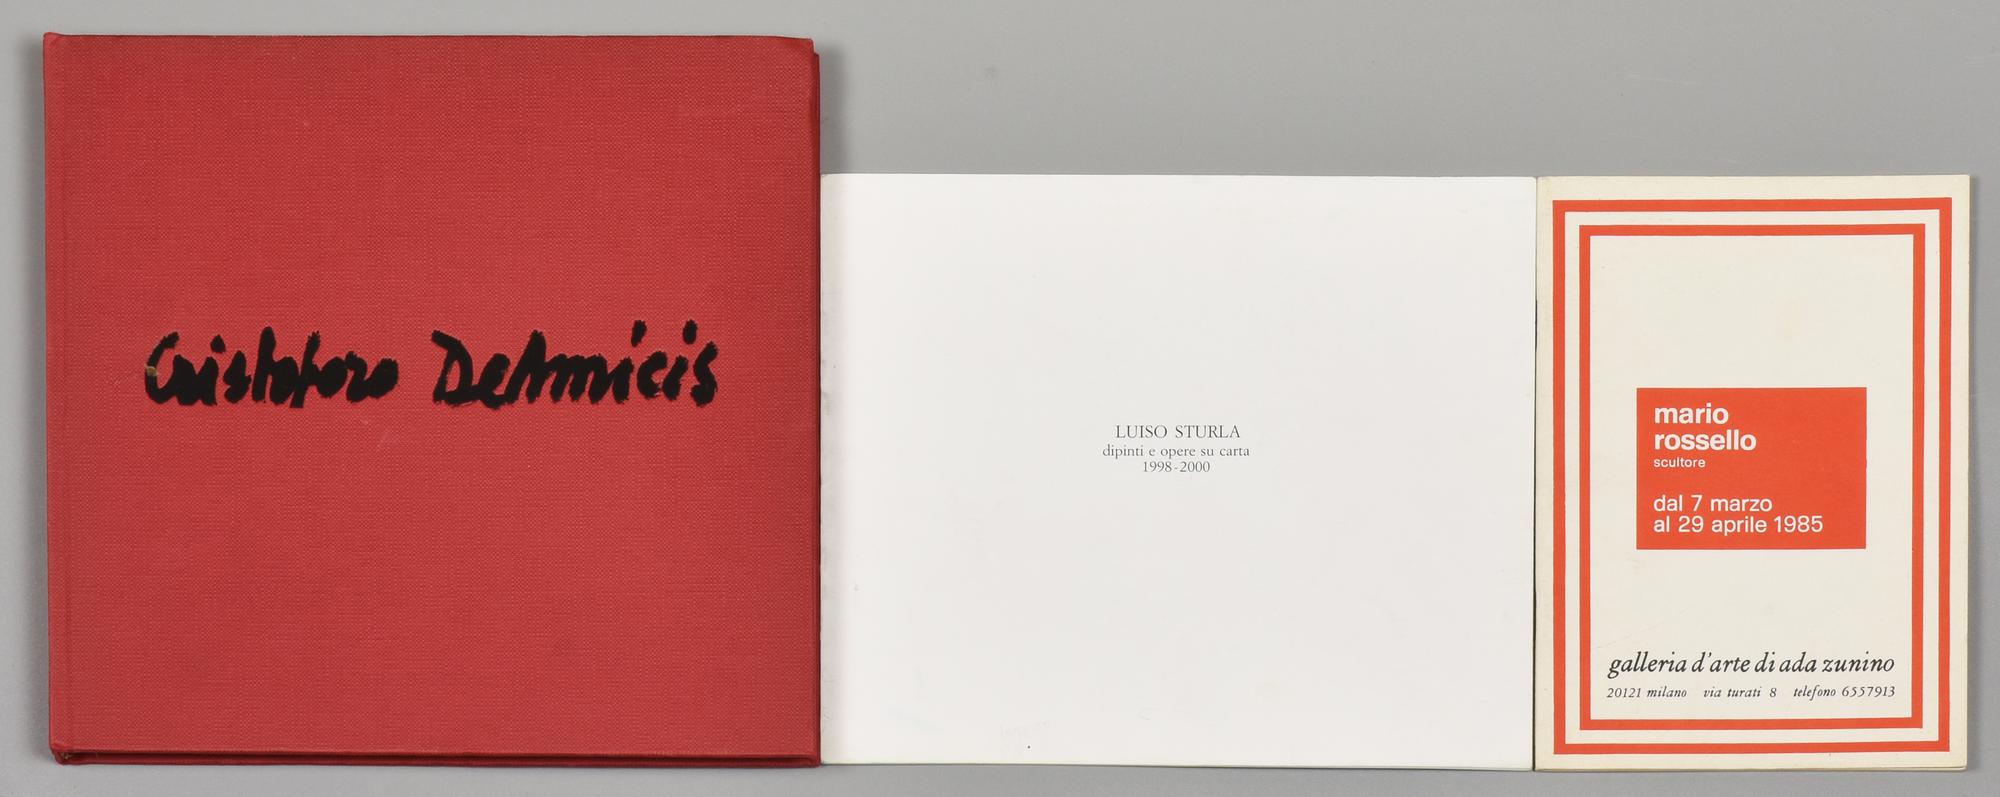 Cristoforo DeAmicis
LUISO STURLA
dipinti e opere su carta
1998-2000
mario
rossello
scultore
dal 7 marzo
al 29 aprile 1985
galleria d'arte di ada zunino
20121 milano via turati 8 telefono 6557913